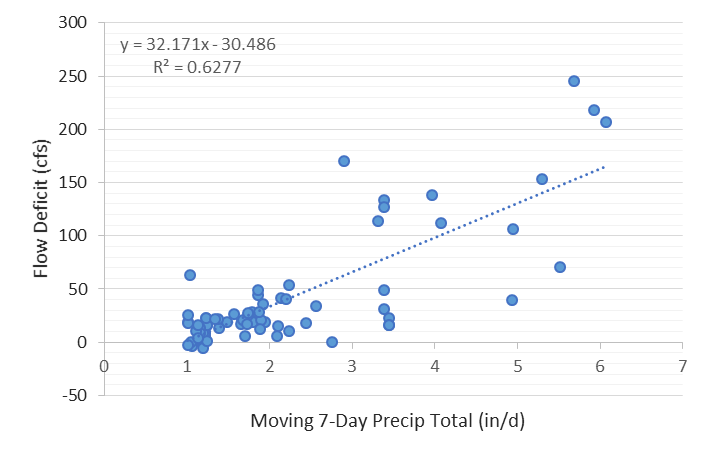 300
250
200
150
100
50
0
-50
y = 32.171x - 30.486
R² = 0.6277
Flow Deficit (cfs)
0 1 2 3 4 5 6 7
Moving 7-Day Precip Total (in/d)